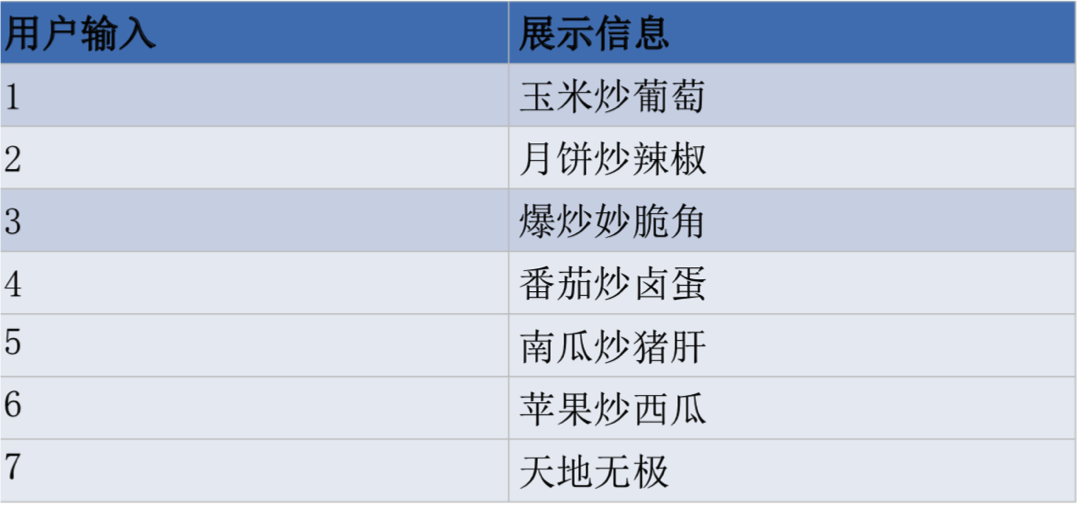 用户输入 展示信息
1 玉米炒葡萄
2 月饼炒辣椒
3 爆炒妙脆角
4 番茄炒卤蛋
5 南瓜炒猪肝
6 苹果炒西瓜
7 天地无极